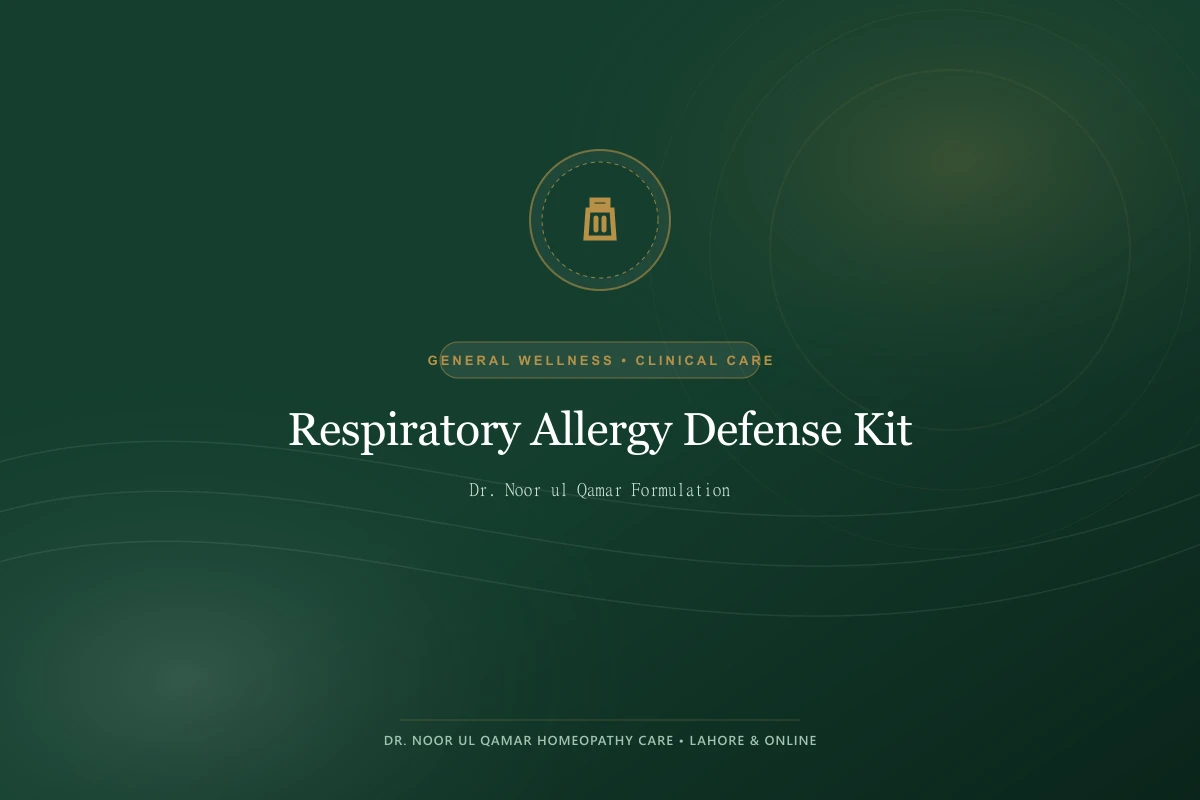 GENERAL WELLNESS • CLINICAL CARE
Respiratory Allergy Defense Kit
Dr. Noor ul Qamar Formulation
DR. NOOR UL QAMAR HOMEOPATHY CARE • LAHORE & ONLINE